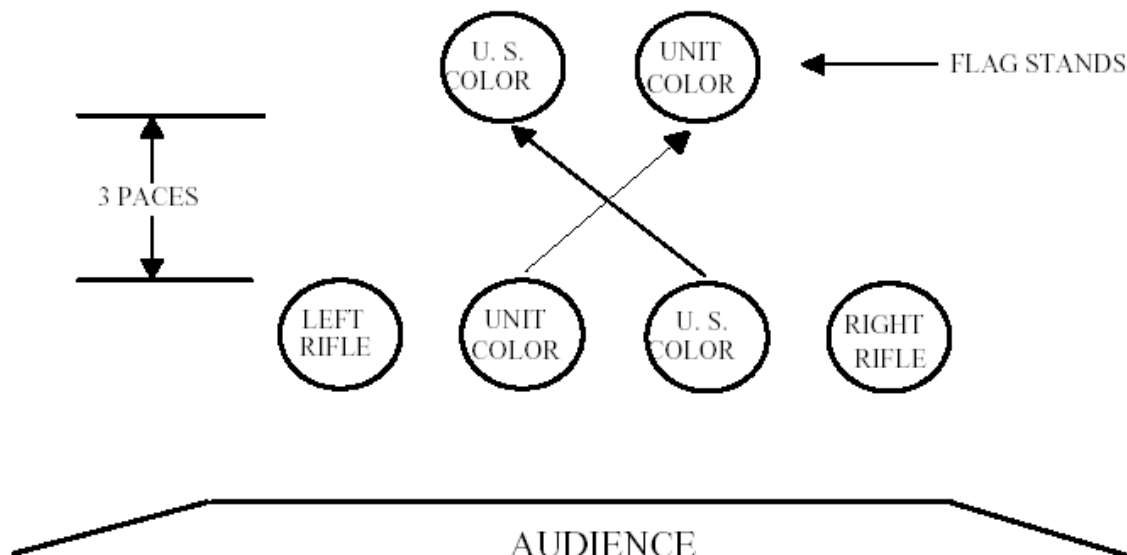 U. S.
COLOR
UNIT
COLOR
FLAG STANDS
3 PACES
LEFT
RIFLE
UNIT
COLOR
U. S.
COLOR
RIGHT
RIFLE
AUDIENCE